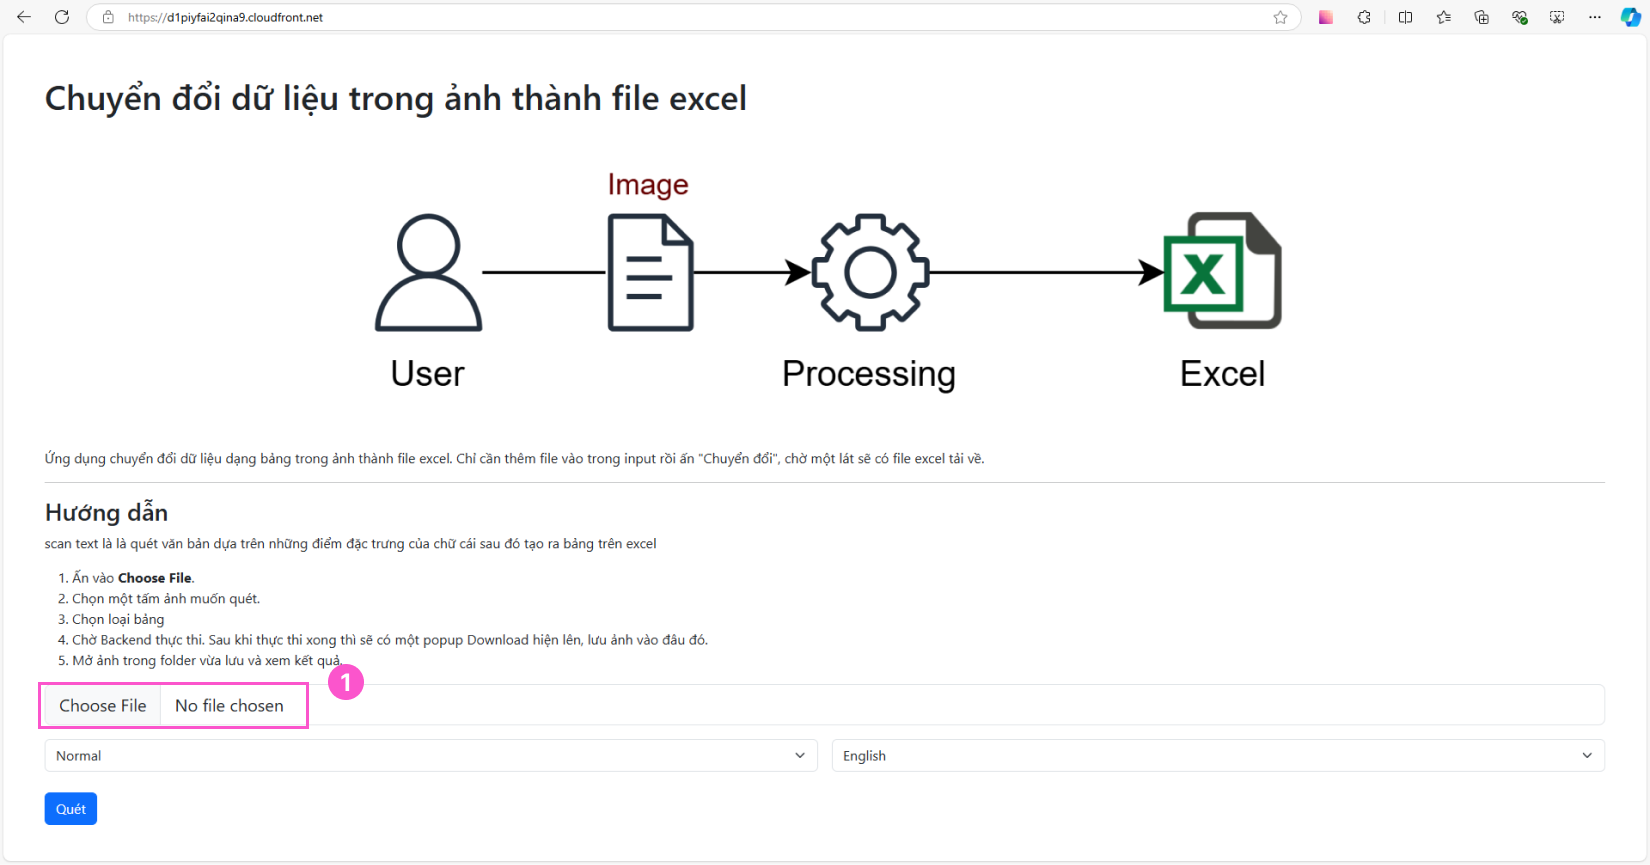 https://d1piyfai2qina9.cloudfront.net
Chuyển đổi dữ liệu trong ảnh thành file excel
Image
User
Processing
Excel
Ứng dụng chuyển đổi dữ liệu dạng bảng trong ảnh thành file excel. Chỉ cần thêm file vào trong input rồi ấn "Chuyển đổi", chờ một lát sẽ có file excel tải về.
Hướng dẫn
scan text là là quét văn bản dựa trên những điểm đặc trưng của chữ cái sau đó tạo ra bảng trên excel
1. Ấn vào Choose File.
2. Chọn một tấm ảnh muốn quét.
3. Chọn loại bảng
4. Chờ Backend thực thi. Sau khi thực thi xong thì sẽ có một popup Download hiện lên, lưu ảnh vào đâu đó.
5. Mở ảnh trong folder vừa lưu và xem kết quả.
1
Choose File No file chosen
Normal English
Quét